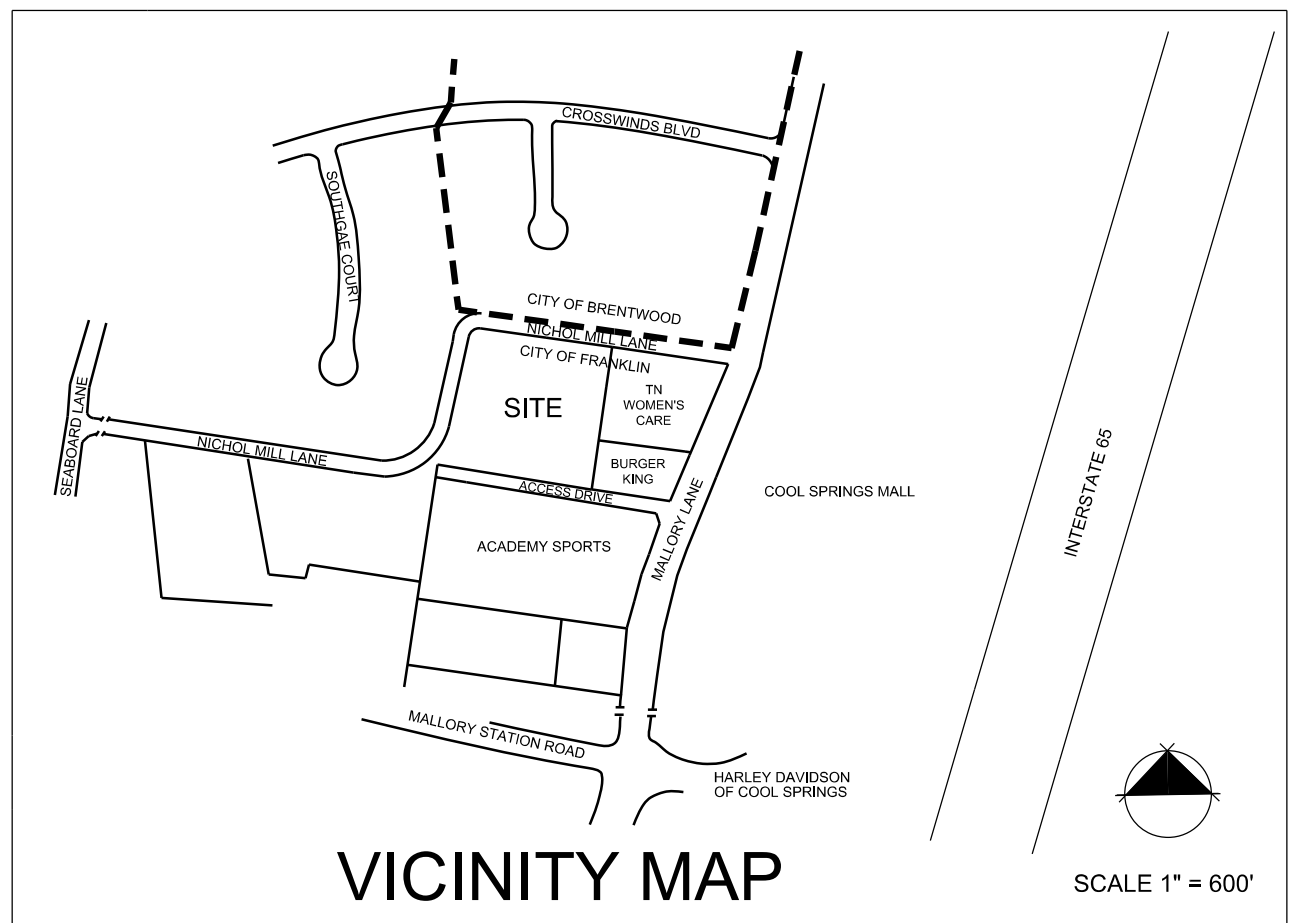 CROSSWINDS BLVD
SOUTHGAE COURT
CITY OF BRENTWOOD
NICHOL MILL LANE
CITY OF FRANKLIN
SITE
TN
WOMEN'S
CARE
SEABOARD LANE
NICHOL MILL LANE
BURGER
KING
ACCESS DRIVE
MALLORY LANE
COOL SPRINGS MALL
INTERSTATE 65
ACADEMY SPORTS
MALLORY STATION ROAD
HARLEY DAVIDSON
OF COOL SPRINGS
VICINITY MAP
SCALE 1" = 600'